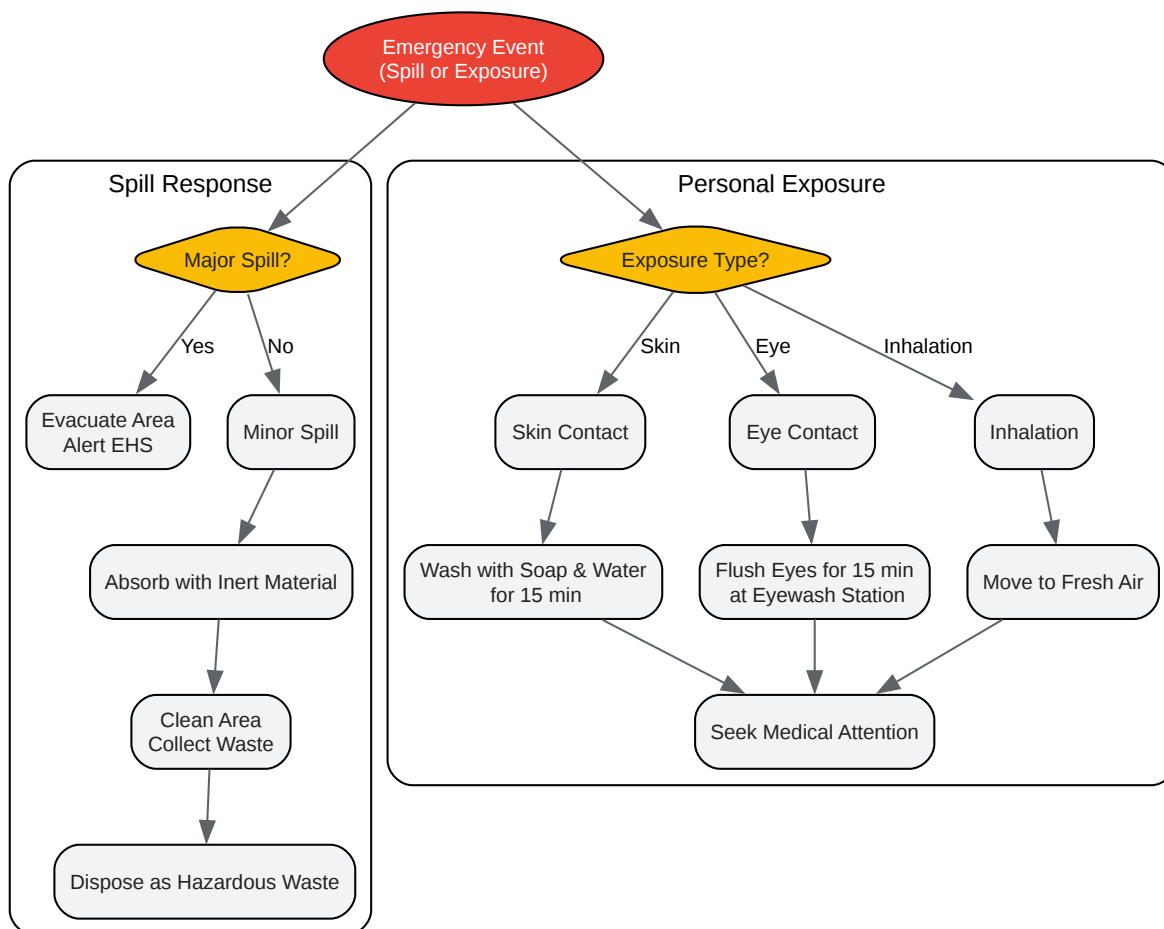 Emergency Event
(Spill or Exposure)
Spill Response
Major Spill?
Yes
No
Evacuate Area
Alert EHS
Minor Spill
Absorb with Inert Material
Clean Area
Collect Waste
Dispose as Hazardous Waste
Personal Exposure
Exposure Type?
Skin
Eye
Inhalation
Skin Contact
Eye Contact
Inhalation
Wash with Soap & Water
for 15 min
Flush Eyes for 15 min
at Eyewash Station
Move to Fresh Air
Seek Medical Attention